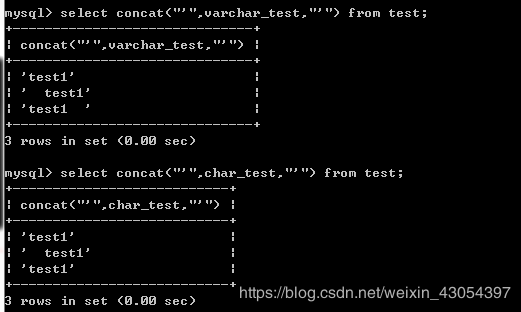 mysql> select concat("'",varchar_test,"'") from test;
+------------------------------+
| concat("'",varchar_test,"'") |
+------------------------------+
| 'test1'                      |
| '  test1'                    |
| 'test1  '                    |
+------------------------------+
3 rows in set (0.00 sec)
mysql> select concat("'",char_test,"'") from test;
+---------------------------+
| concat("'",char_test,"'") |
+---------------------------+
| 'test1'                   |
| '  test1'                 |
| 'test1'                   |
+---------------------------+
3 rows in set (0.00 sec)
https://blog.csdn.net/weixin_43054397